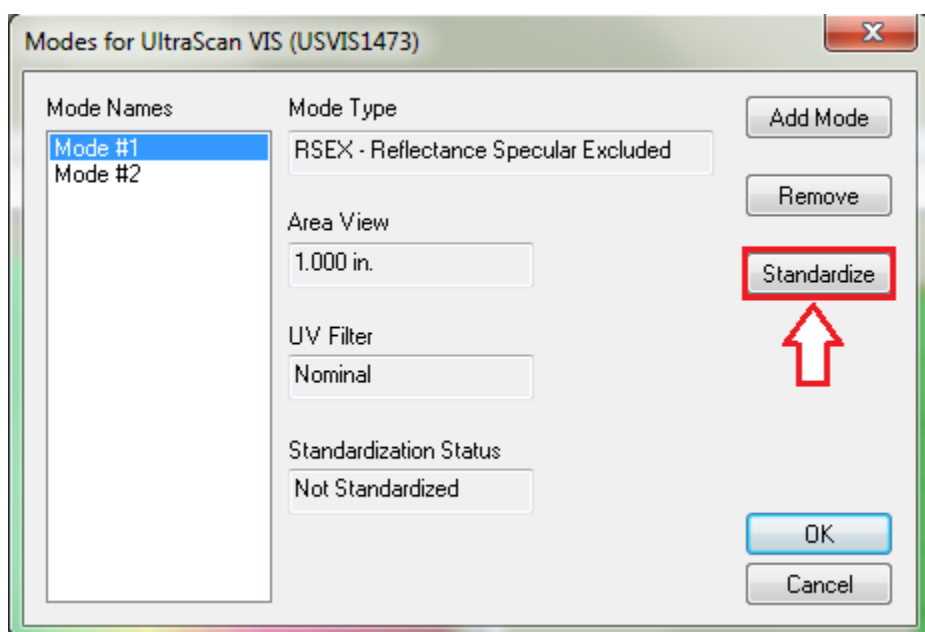 Modes for UltraScan VIS (USVIS1473)
Mode Names
Mode #1
Mode #2
Mode Type
RSEX - Reflectance Specular Excluded
Area View
1.000 in.
UV Filter
Nominal
Standardization Status
Not Standardized
Add Mode
Remove
Standardize
OK
Cancel